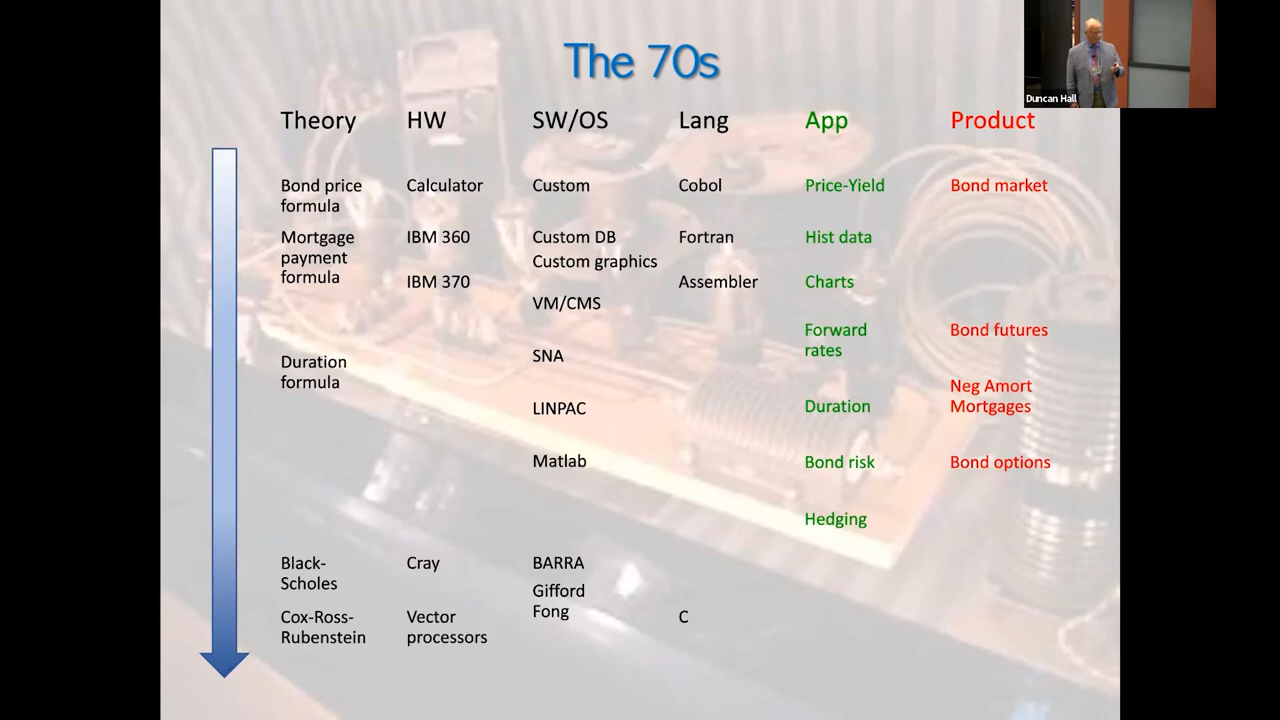 The 70s
Duncan Hall
Theory HW SW/OS Lang App Product
Bond price
formula
Calculator
Custom
Cobol
Price-Yield
Bond market
Mortgage
payment
formula
IBM 360
Custom DB
Fortran
Hist data
Custom graphics
IBM 370
Assembler
Charts
VM/CMS
Forward
rates
Bond futures
Duration
formula
SNA
Neg Amort
Mortgages
LINPAC
Duration
Matlab
Bond risk
Bond options
Hedging
Black-
Scholes
Cray
BARRA
Gifford
Fong
Cox-Ross-
Rubenstein
Vector
processors
C